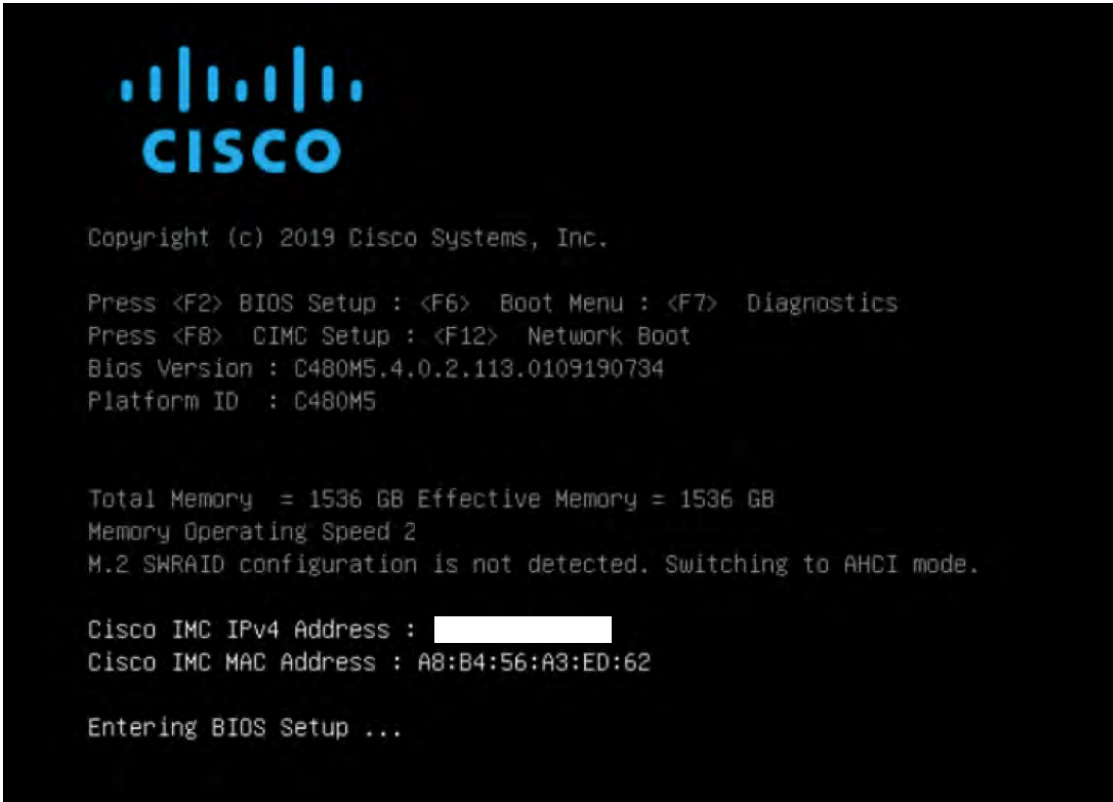 CISCO
Copyright (c) 2019 Cisco Systems, Inc.
Press <F2> BIOS Setup : <F6> Boot Menu : <F7> Diagnostics
Press <F8> CIMC Setup : <F12> Network Boot
Bios Version : C480M5.4.0.2.113.0109190734
Platform ID : C480M5
Total Memory = 1536 GB Effective Memory = 1536 GB
Memory Operating Speed 2
M.2 SWRAID configuration is not detected. Switching to AHCI mode.
Cisco IMC IPv4 Address :
Cisco IMC MAC Address : A8:B4:56:A3:ED:62
Entering BIOS Setup ...